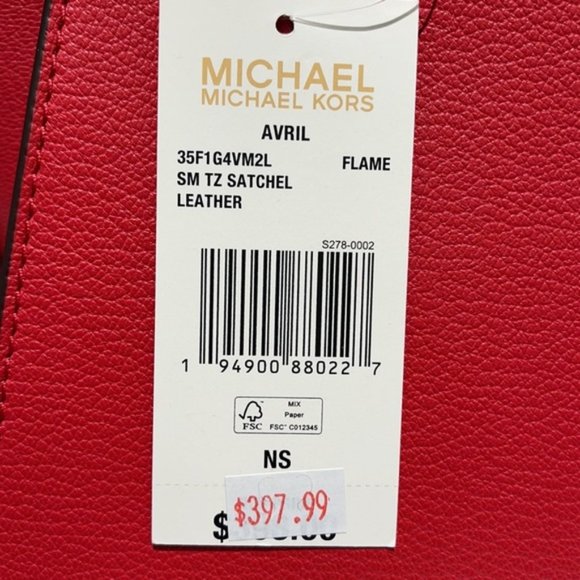 MICHAEL
MICHAEL KORS
AVRIL
35F1G4VM2L FLAME
SM TZ SATCHEL
LEATHER
S278-0002
1 94900 88022 7
FSC
MIX
Paper
FSC™ C012345
NS
$397.99
$